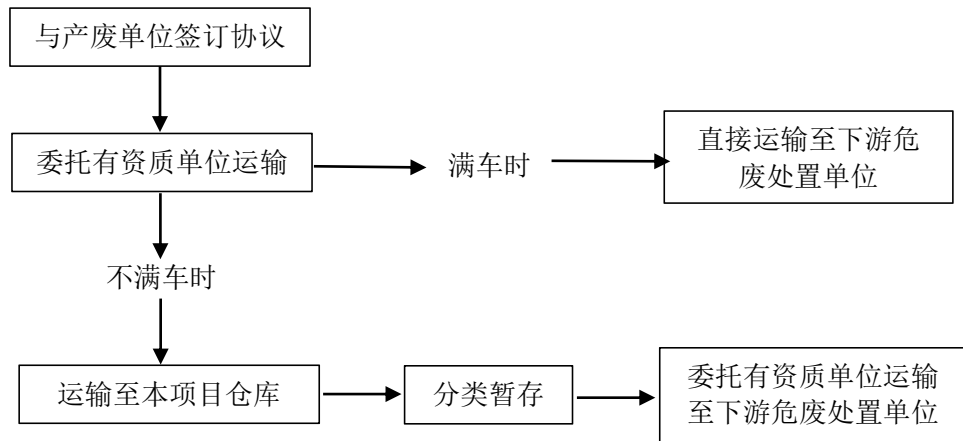 与产废单位签订协议
委托有资质单位运输
满车时
直接运输至下游危
废处置单位
不满车时
运输至本项目仓库
分类暂存
委托有资质单位运输
至下游危废处置单位